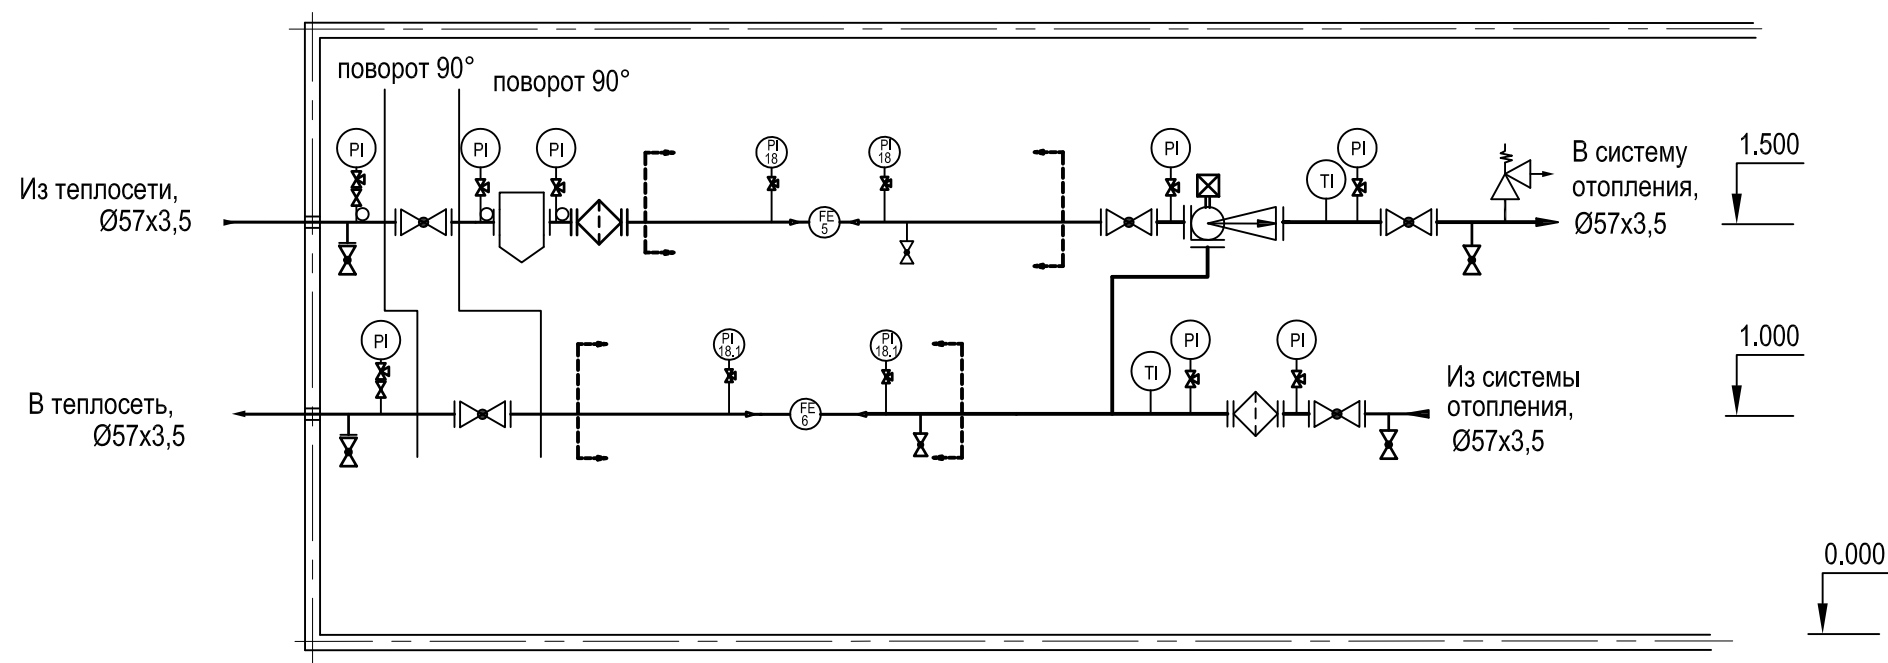 поворот 90°
поворот 90°
PI
PI
PI
PI
18
PI
18
PI
PI
TI
В систему
отопления,
Ø57x3,5
1.500
Из теплосети,
Ø57x3,5
FE
5
PI
PI
18.1
PI
18.1
PI
PI
TI
1.000
Из системы
отопления,
Ø57x3,5
В теплосеть,
Ø57x3,5
FE
6
0.000